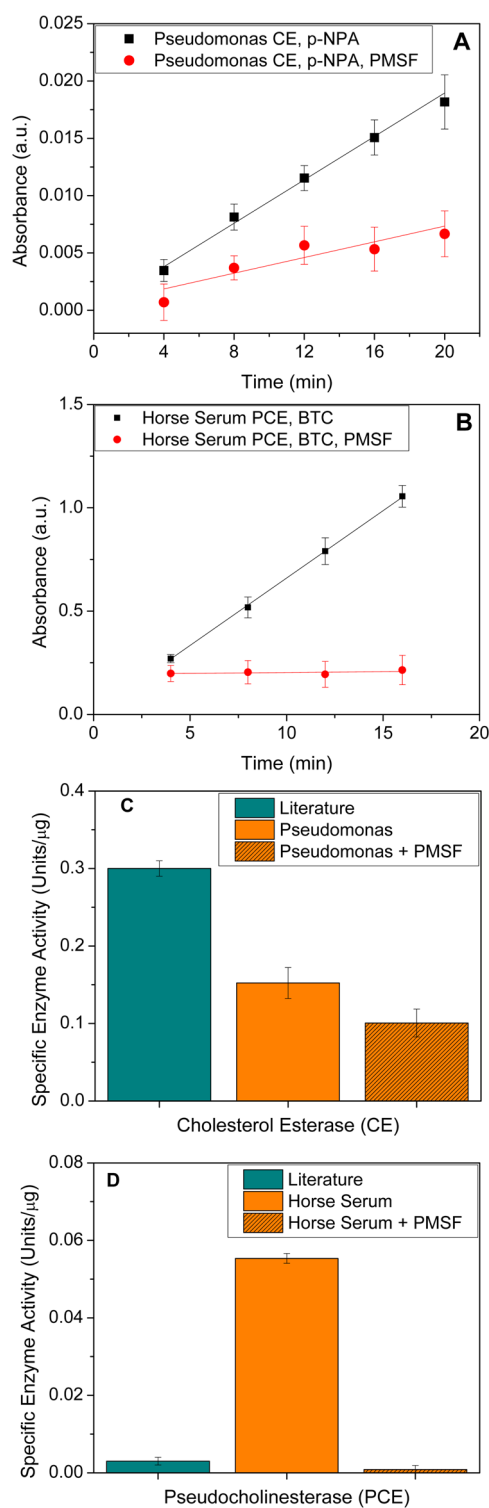 Pseudomonas CE, p-NPA
Pseudomonas CE, p-NPA, PMSF
A
0.025
0.020
0.015
0.010
0.005
0.000
Absorbance (a.u.)
0 4 8 12 16 20
Time (min)
Horse Serum PCE, BTC
Horse Serum PCE, BTC, PMSF
B
1.5
1.0
0.5
0.0
Absorbance (a.u.)
0 5 10 15 20
Time (min)
C
Literature
Pseudomonas
Pseudomonas + PMSF
0.4
0.3
0.2
0.1
0.0
Specific Enzyme Activity (Units/µg)
Cholesterol Esterase (CE)
D
Literature
Horse Serum
Horse Serum + PMSF
0.08
0.06
0.04
0.02
0.00
Specific Enzyme Activity (Units/µg)
Pseudocholinesterase (PCE)